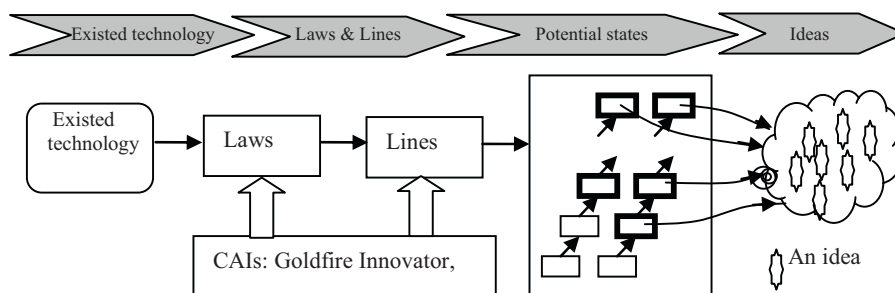 Existed technology
Laws & Lines
Potential states
Ideas
Existed
technology
Laws
Lines
CAIs: Goldfire Innovator,
An idea